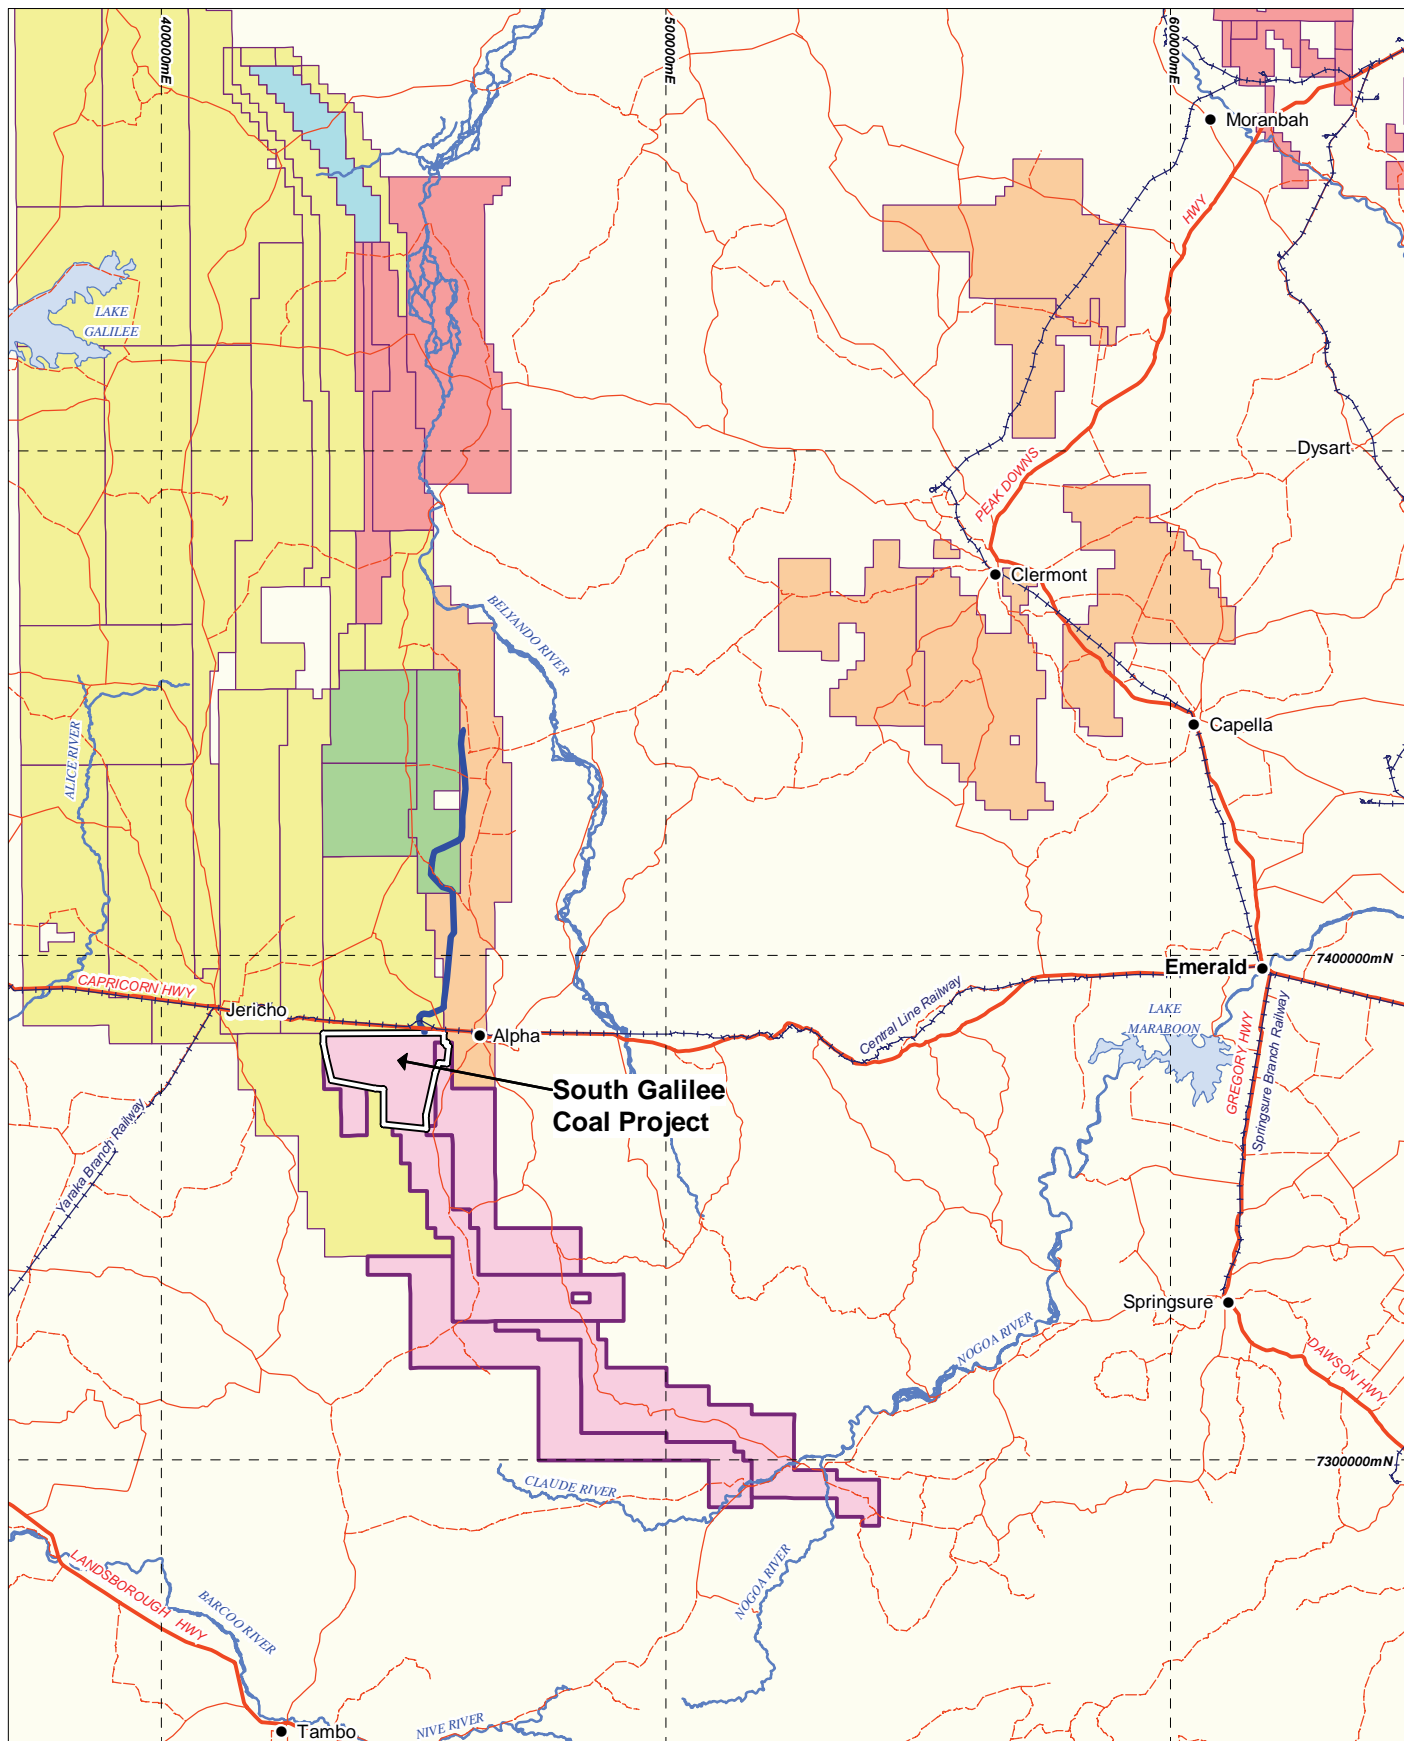 400000mE
500000mE
600000mE
Moranbah
HWY
LAKE
GALILEE
Dysart
PEAK DOWNS
Clermont
BELYANDO RIVER
ALICE RIVER
Capella
7400000mN
Emerald
CAPRICORN HWY
Jericho
Alpha
Central Line Railway
LAKE
MARABOON
GREGORY HWY
Springsure Branch Railway
South Galilee
Coal Project
Yaraka Branch Railway
Springsure
NOGOA RIVER
DAWSON HWY
7300000mN
CLAUDE RIVER
NOGOA RIVER
LANDSBOROUGH HWY
BARCOO RIVER
NIVE RIVER
Tambo